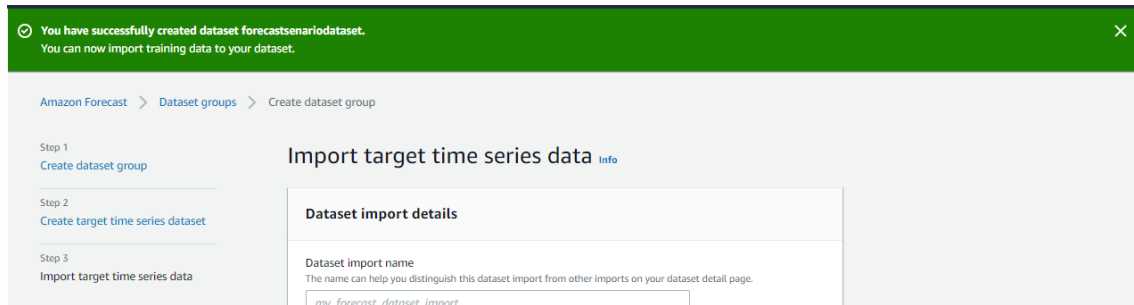 You have successfully created dataset forecastsenariodataset.
You can now import training data to your dataset.
Amazon Forecast > Dataset groups > Create dataset group
Step 1
Create dataset group
Step 2
Create target time series dataset
Step 3
Import target time series data
Import target time series data Info
Dataset import details
Dataset import name
The name can help you distinguish this dataset import from other imports on your dataset detail page.
my_forecast_dataset_import